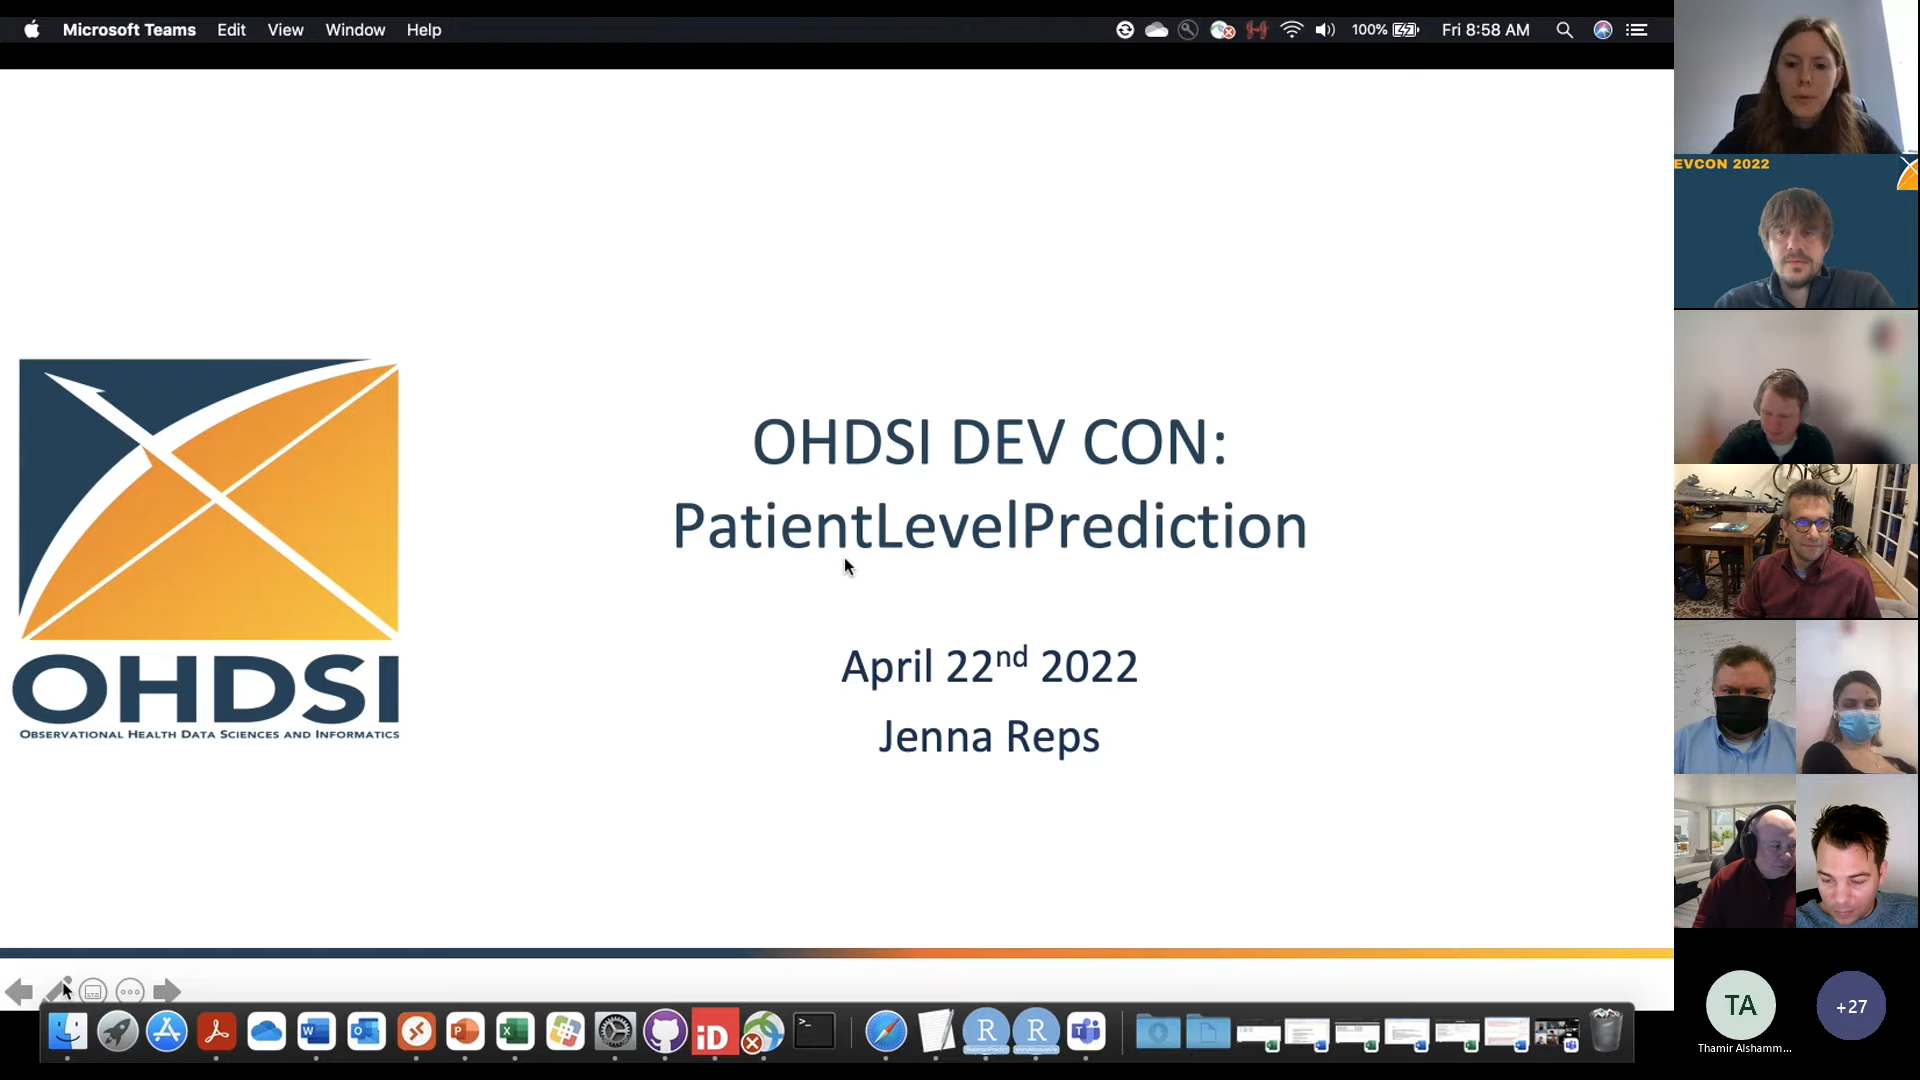 Microsoft Teams Edit View Window Help 100% Fri 8:58 AM
EVCON 2022
OHDSI DEV CON:
PatientLevelPrediction
April 22nd 2022
Jenna Reps
OHDSI
OBSERVATIONAL HEALTH DATA SCIENCES AND INFORMATICS
TA
+27
Thamir Alshamm...
iD
R
R